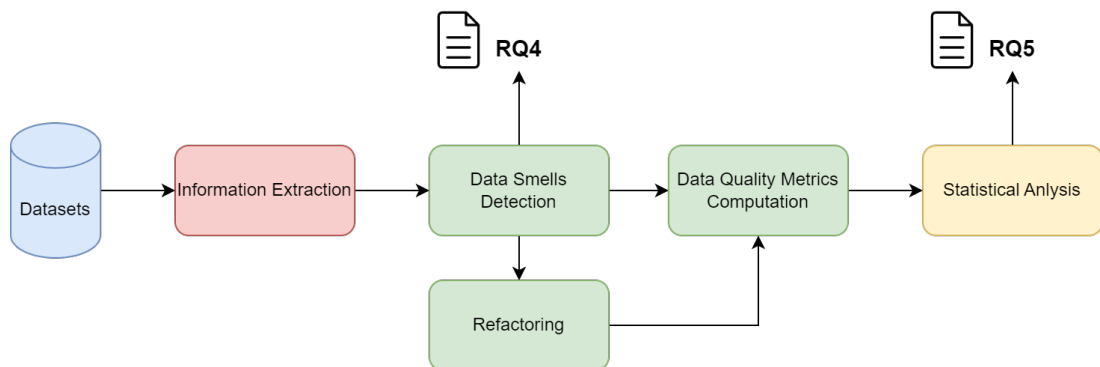 RQ4
RQ5
Datasets
Information Extraction
Data Smells
Detection
Data Quality Metrics
Computation
Statistical Anlysis
Refactoring